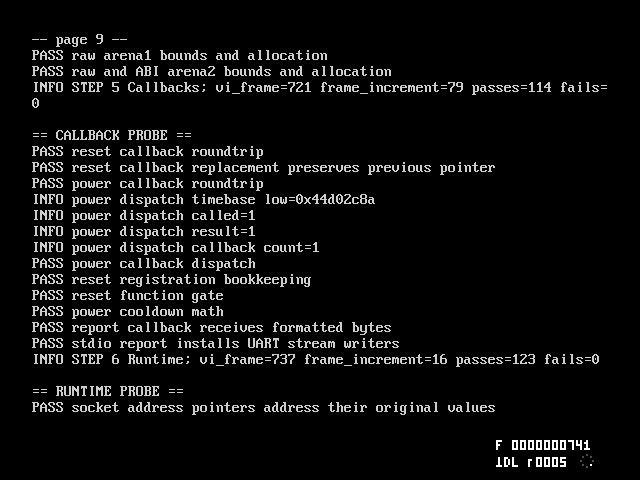 -- page 9 --
PASS raw arena1 bounds and allocation
PASS raw and ABI arena2 bounds and allocation
INFO STEP 5 Callbacks; vi_frame=721 frame_increment=79 passes=114 fails=
0
== CALLBACK PROBE ==
PASS reset callback roundtrip
PASS reset callback replacement preserves previous pointer
PASS power callback roundtrip
INFO power dispatch timebase low=0x44d02c8a
INFO power dispatch called=1
INFO power dispatch result=1
INFO power dispatch callback count=1
PASS power callback dispatch
PASS reset registration bookkeeping
PASS reset function gate
PASS power cooldown math
PASS report callback receives formatted bytes
PASS stdio report installs UART stream writers
INFO STEP 6 Runtime; vi_frame=737 frame_increment=16 passes=123 fails=0
== RUNTIME PROBE ==
PASS socket address pointers address their original values
F 0000000741
IDL r0005